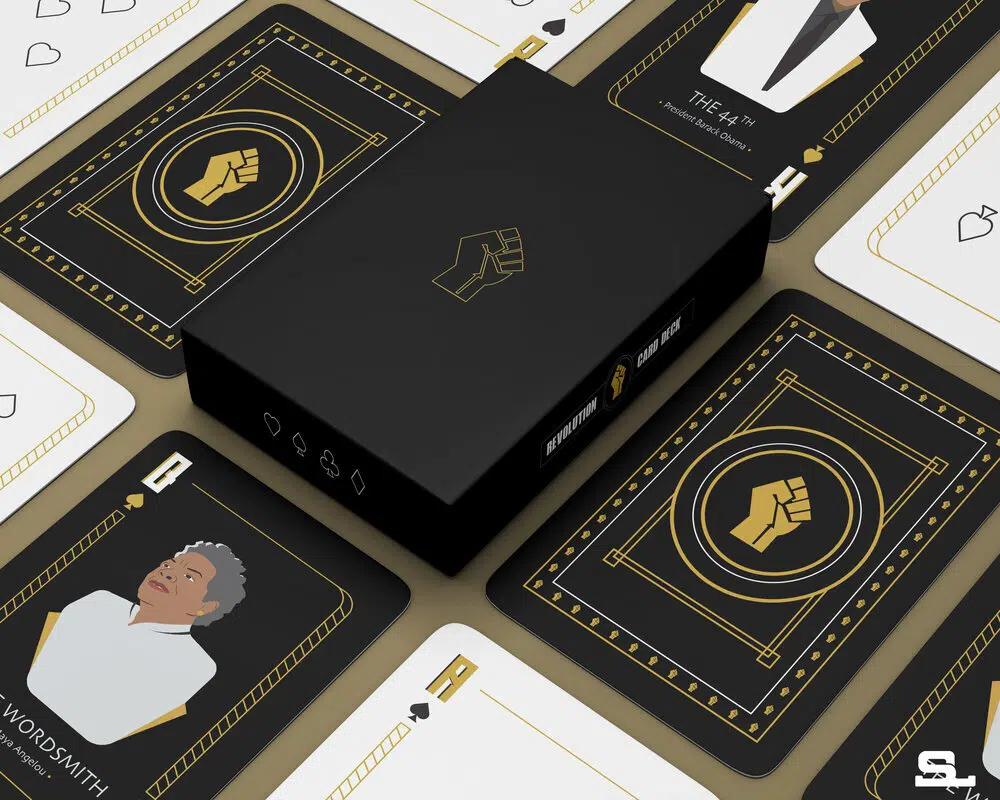 A
THE 44 TH
• President Barack Obama •
K
REVOLUTION CARD DECK
Q
E WORDSMITH
aya Angelou •
A
SL